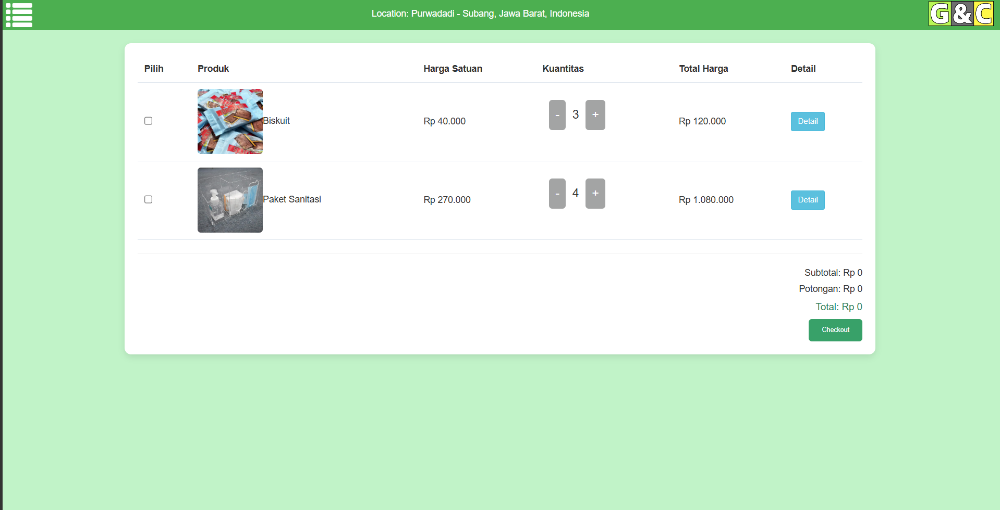 Location: Purwadadi - Subang, Jawa Barat, Indonesia
G&C
Pilih Produk Harga Satuan Kuantitas Total Harga Detail
Biskuit Rp 40.000 - 3 + Rp 120.000 Detail
Paket Sanitasi Rp 270.000 - 4 + Rp 1.080.000 Detail
Subtotal: Rp 0
Potongan: Rp 0
Total: Rp 0
Checkout